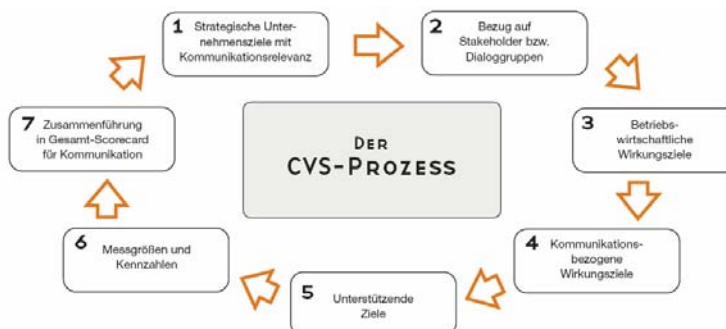 1 Strategische Unter-
nehmensziele mit
Kommunikationsrelevanz
2 Bezug auf
Stakeholder bzw.
Dialoggruppen
3 Betriebs-
wirtschaftliche
Wirkungsziele
4 Kommunikations-
bezogene
Wirkungsziele
5 Unterstützende
Ziele
6 Messgrößen und
Kennzahlen
7 Zusammenführung
in Gesamt-Scorecard
für Kommunikation
DER
CVS-PROZESS